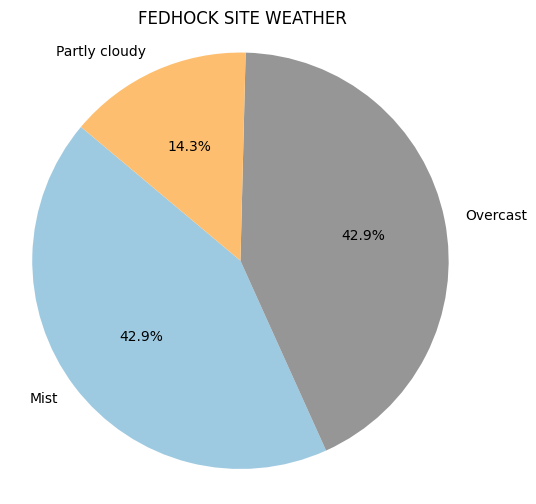 FEDHOCK SITE WEATHER
Partly cloudy
14.3%
Overcast
42.9%
42.9%
Mist